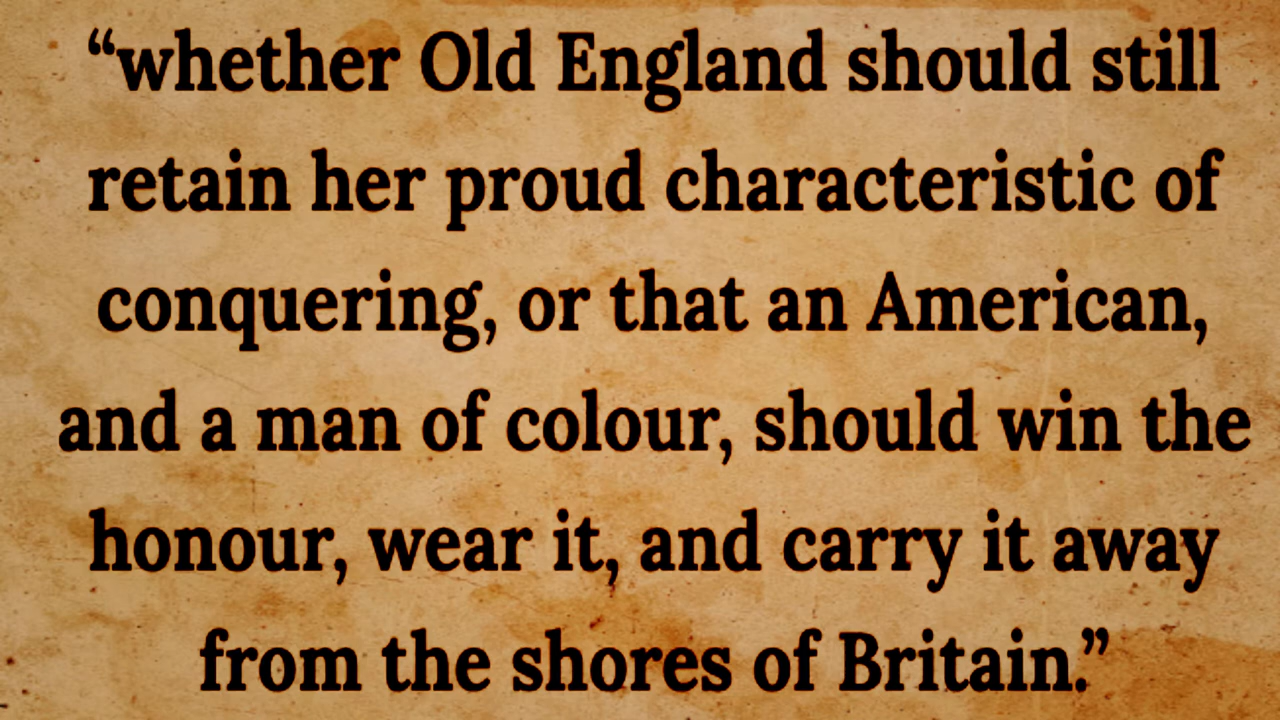 “whether Old England should still
retain her proud characteristic of
conquering, or that an American,
and a man of colour, should win the
honour, wear it, and carry it away
from the shores of Britain.”